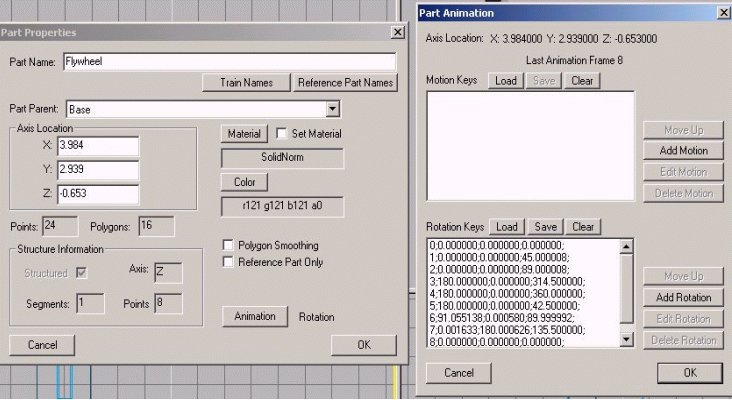 Part Properties
Part Name: Flywheel
Train Names Reference Part Names
Part Parent: Base
Axis Location
X: 3.984
Y: 2.939
Z: -0.653
Material Set Material
SolidNorm
Color
r121 g121 b121 a0
Points: 24 Polygons: 16
Structure Information
Structured Axis: Z
Segments: 1 Points 8
Polygon Smoothing
Reference Part Only
Animation Rotation
Cancel OK
Part Animation
Axis Location: X: 3.984000 Y: 2.939000 Z: -0.653000
Last Animation Frame 8
Motion Keys Load Save Clear
Move Up
Add Motion
Edit Motion
Delete Motion
Rotation Keys Load Save Clear
0;0.000000;0.000000;0.000000;
1;0.000000;0.000000;45.000008;
2;0.000000;0.000000;89.000008;
3;180.000000;0.000000;314.500000;
4;180.000000;0.000000;360.000000;
5;180.000000;0.000000;42.500000;
6;91.055138;0.000580;89.999992;
7;0.001633;180.000626;135.500000;
8;0.000000;0.000000;0.000000;
Move Up
Add Rotation
Edit Rotation
Delete Rotation
Cancel OK